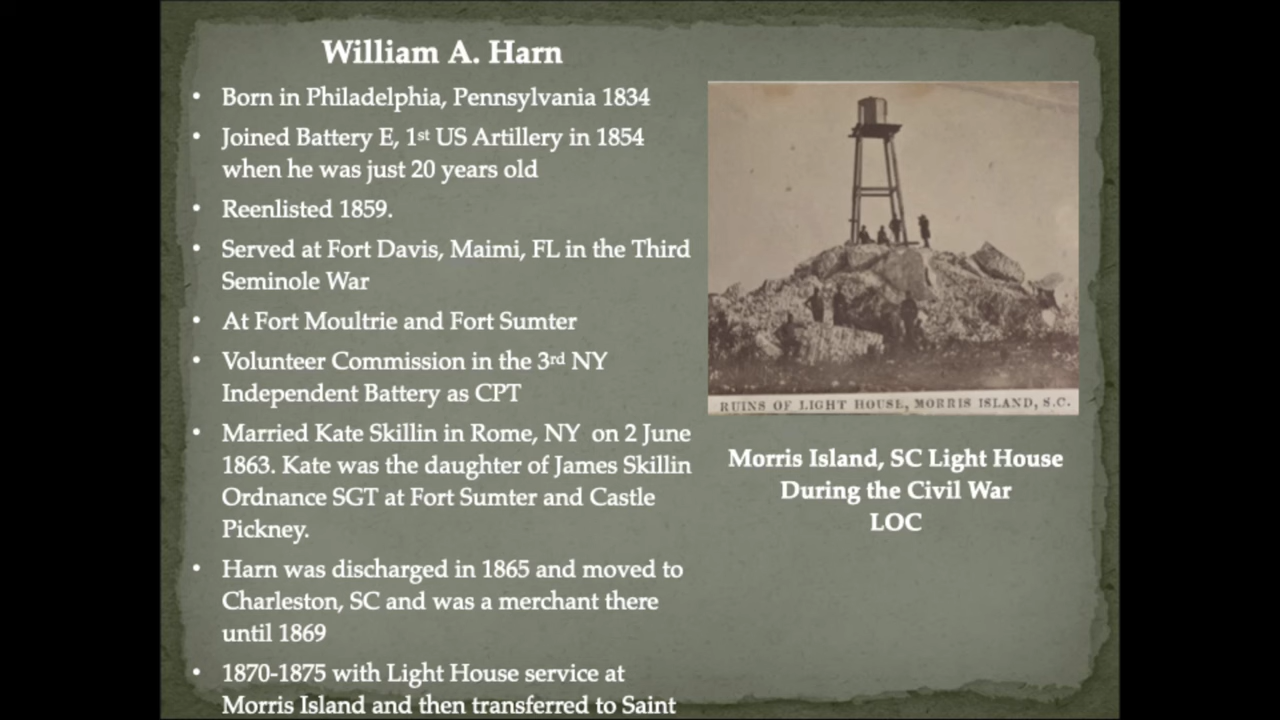 William A. Harn
• Born in Philadelphia, Pennsylvania 1834
• Joined Battery E, 1st US Artillery in 1854
when he was just 20 years old
• Reenlisted 1859.
• Served at Fort Davis, Maimi, FL in the Third
Seminole War
• At Fort Moultrie and Fort Sumter
• Volunteer Commission in the 3rd NY
Independent Battery as CPT
• Married Kate Skillin in Rome, NY on 2 June
1863. Kate was the daughter of James Skillin
Ordnance SGT at Fort Sumter and Castle
Pickney.
• Harn was discharged in 1865 and moved to
Charleston, SC and was a merchant there
until 1869
• 1870-1875 with Light House service at
Morris Island and then transferred to Saint
RUINS OF LIGHT HOUSE, MORRIS ISLAND, S.C.
Morris Island, SC Light House
During the Civil War
LOC